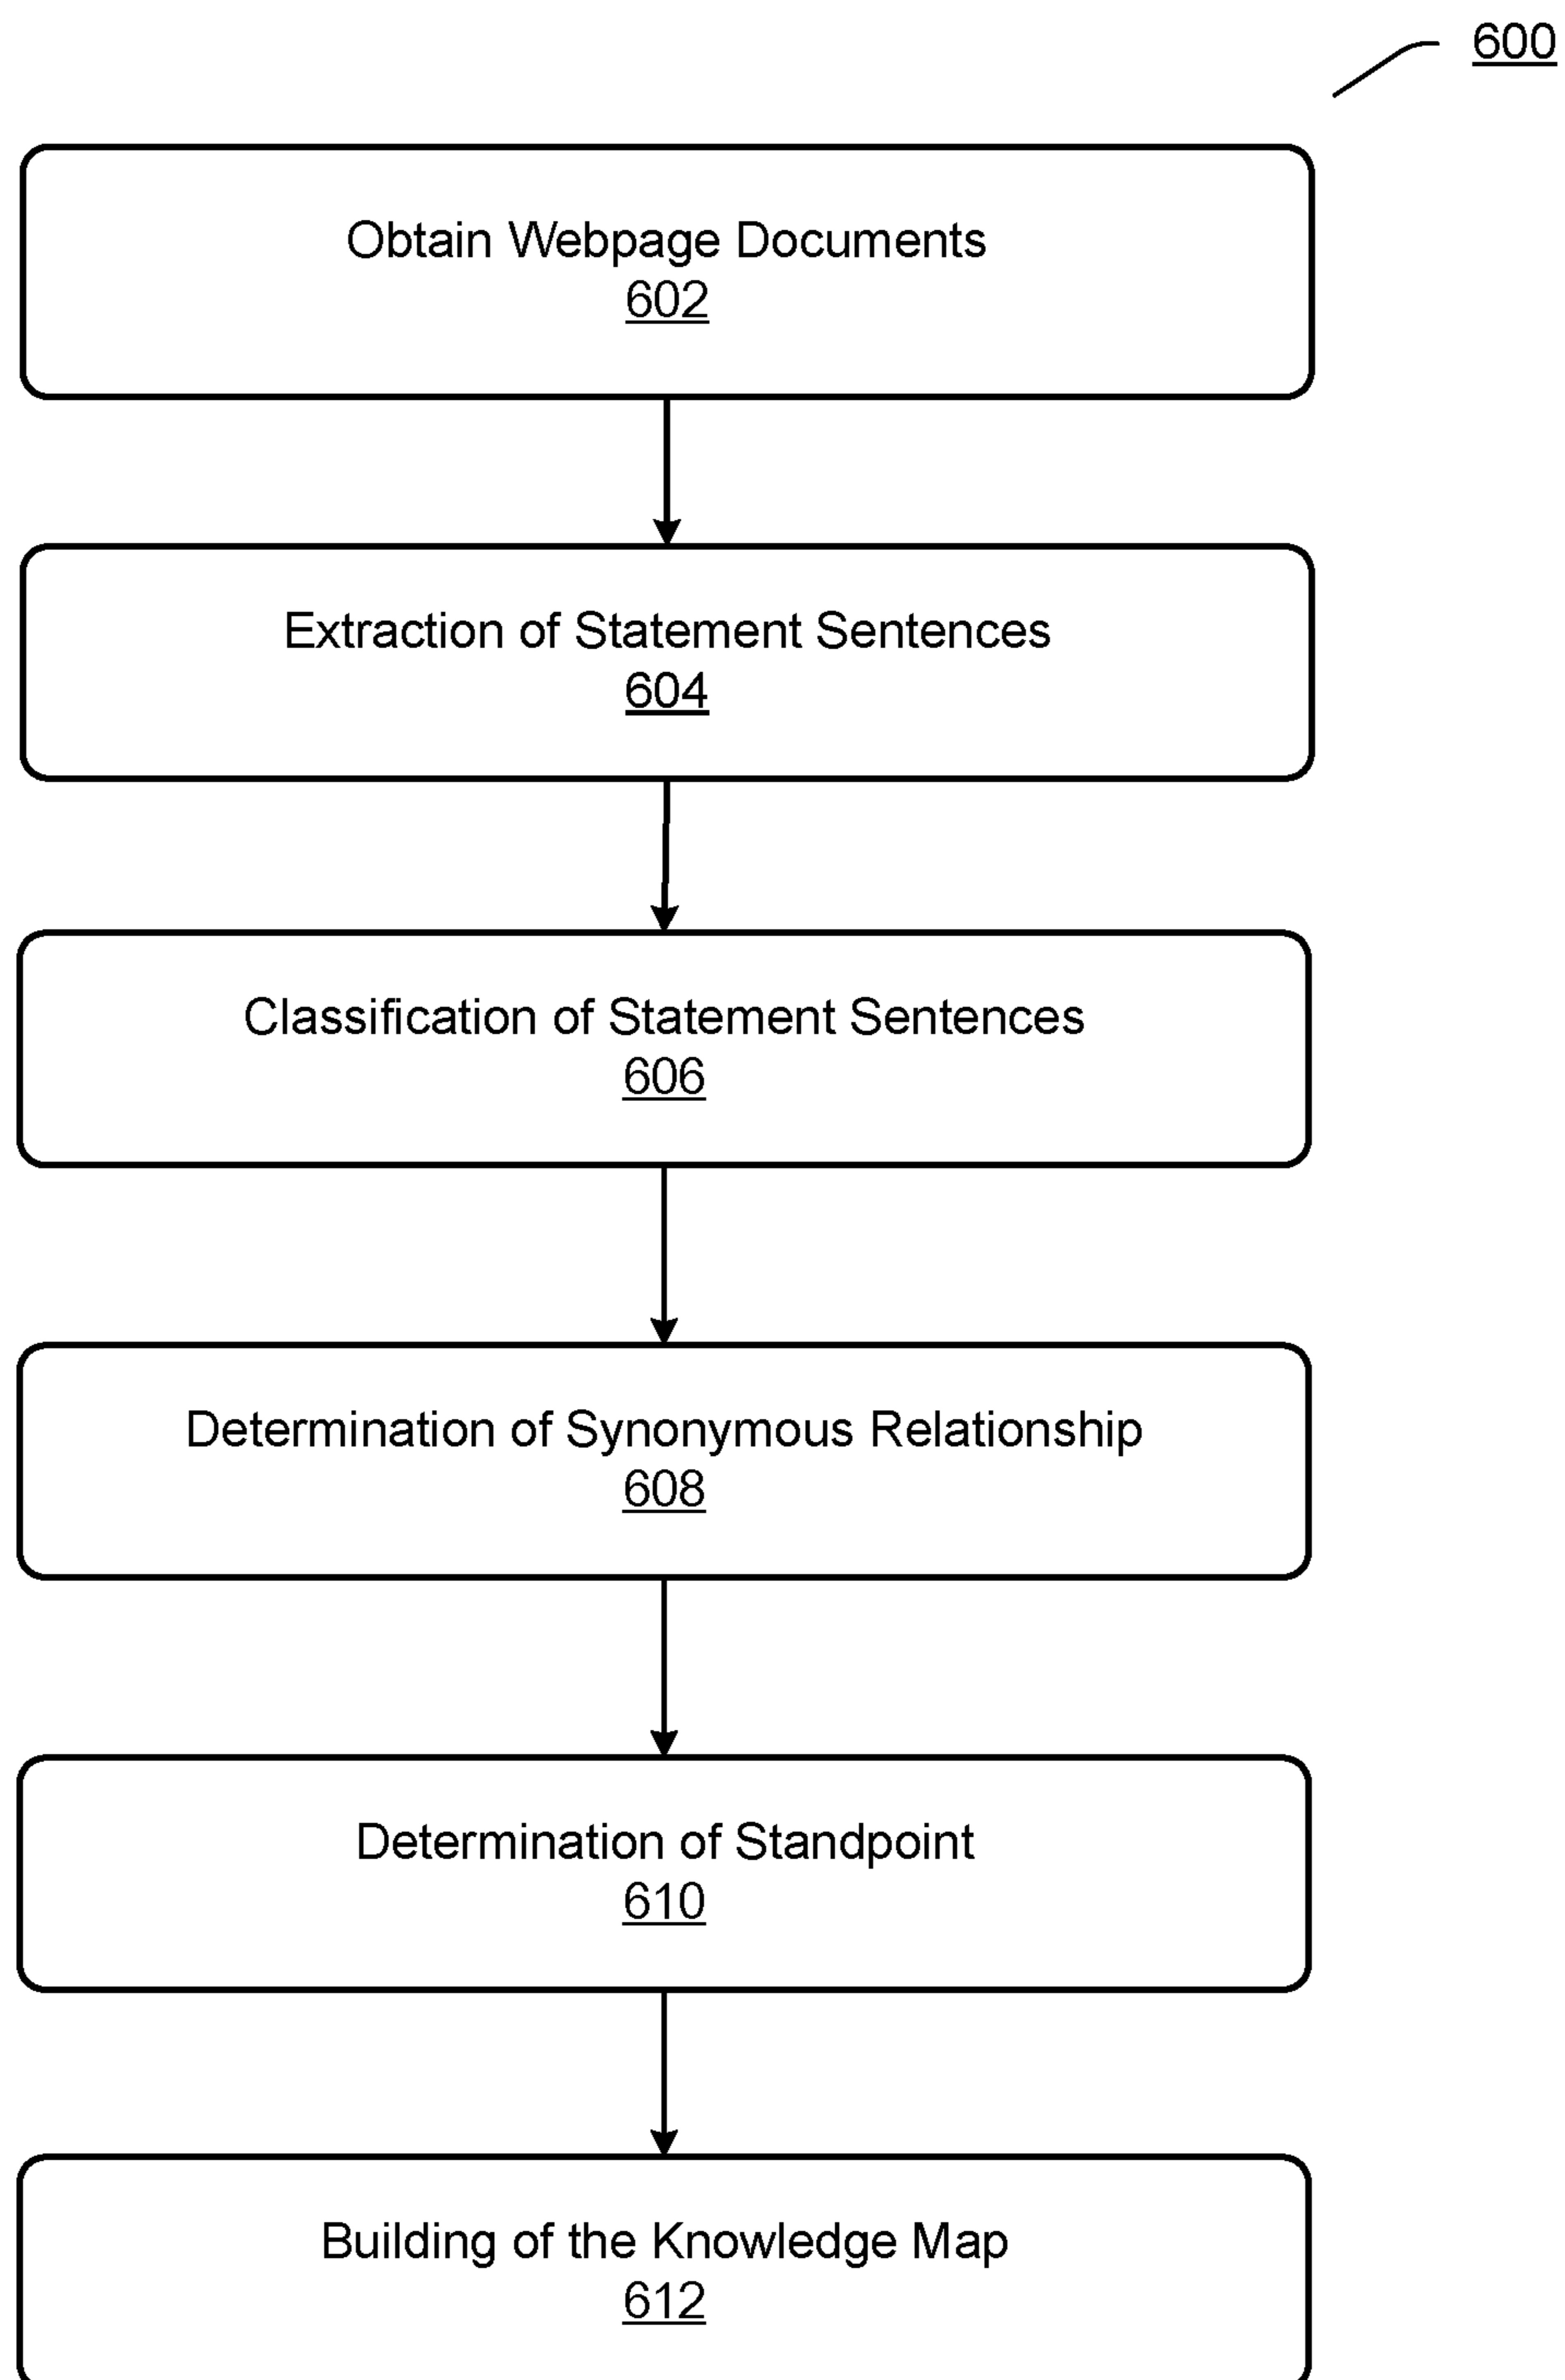 600
Obtain Webpage Documents
602
Extraction of Statement Sentences
604
Classification of Statement Sentences
606
Determination of Synonymous Relationship
608
Determination of Standpoint
610
Building of the Knowledge Map
612